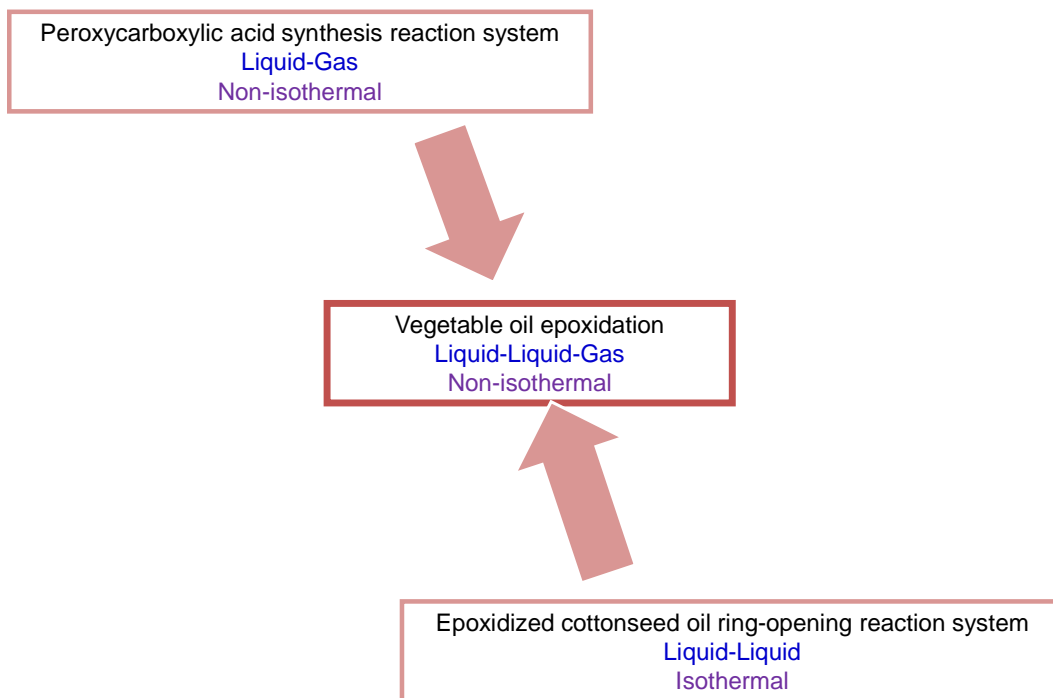 Peroxycarboxylic acid synthesis reaction system
Liquid-Gas
Non-isothermal
Vegetable oil epoxidation
Liquid-Liquid-Gas
Non-isothermal
Epoxidized cottonseed oil ring-opening reaction system
Liquid-Liquid
Isothermal